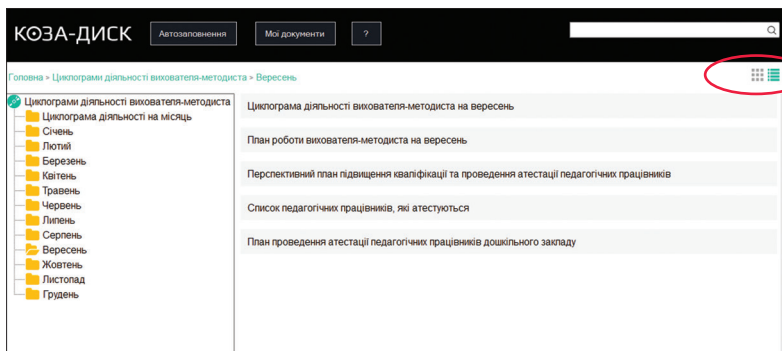 КОЗА-ДИСК
Автозаповнення
Мої документи
?
Головна » Циклограми діяльності вихователя-методиста » Вересень
Циклограми діяльності вихователя-методиста
Циклограма діяльності на місяць
Січень
Лютий
Березень
Квітень
Травень
Червень
Липень
Серпень
Вересень
Жовтень
Листопад
Грудень
Циклограма діяльності вихователя-методиста на вересень
План роботи вихователя-методиста на вересень
Перспективний план підвищення кваліфікації та проведення атестації педагогічних працівників
Список педагогічних працівників, які атестуються
План проведення атестації педагогічних працівників дошкільного закладу